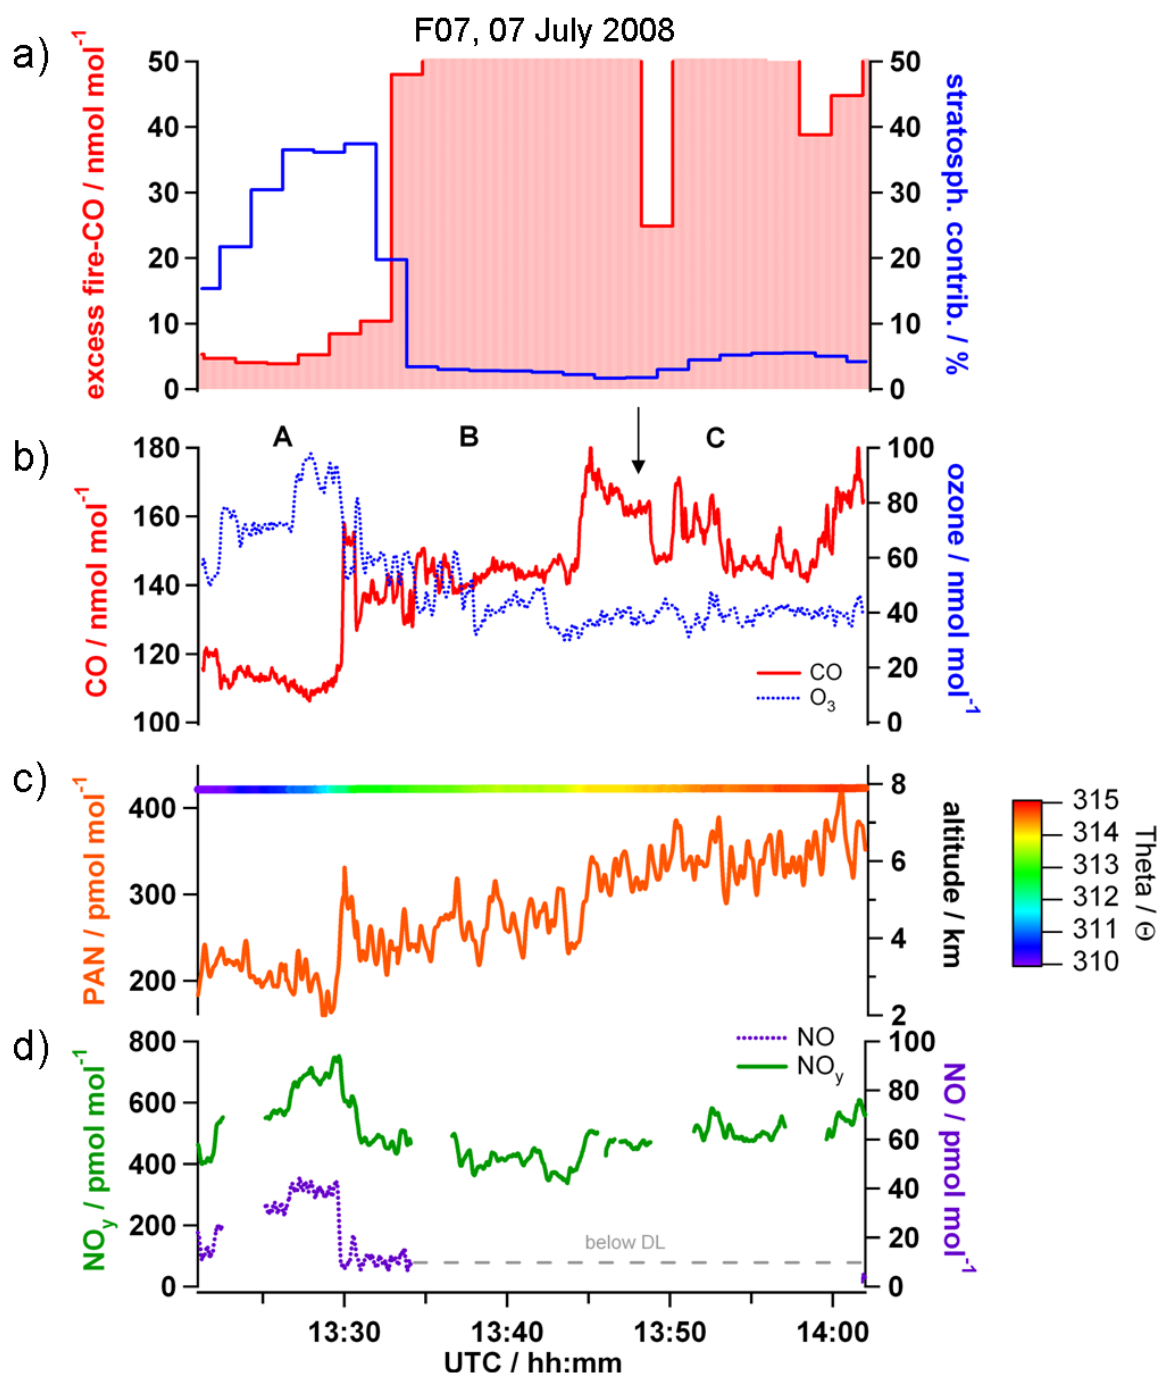 F07, 07 July 2008
a)
excess fire-CO / nmol mol⁻¹
50
40
30
20
10
0
50
40
30
20
10
0
stratosph. contrib. / %
b)
A
B
C
CO / nmol mol⁻¹
180
160
140
120
100
100
80
60
40
20
0
ozone / nmol mol⁻¹
CO
O₃
c)
PAN / pmol mol⁻¹
400
300
200
8
6
4
2
altitude / km
315
314
313
312
311
310
Theta / Θ
d)
NOy / pmol mol⁻¹
800
600
400
200
0
NO
NOy
below DL
100
80
60
40
20
0
NO / pmol mol⁻¹
13:30
13:40
13:50
14:00
UTC / hh:mm